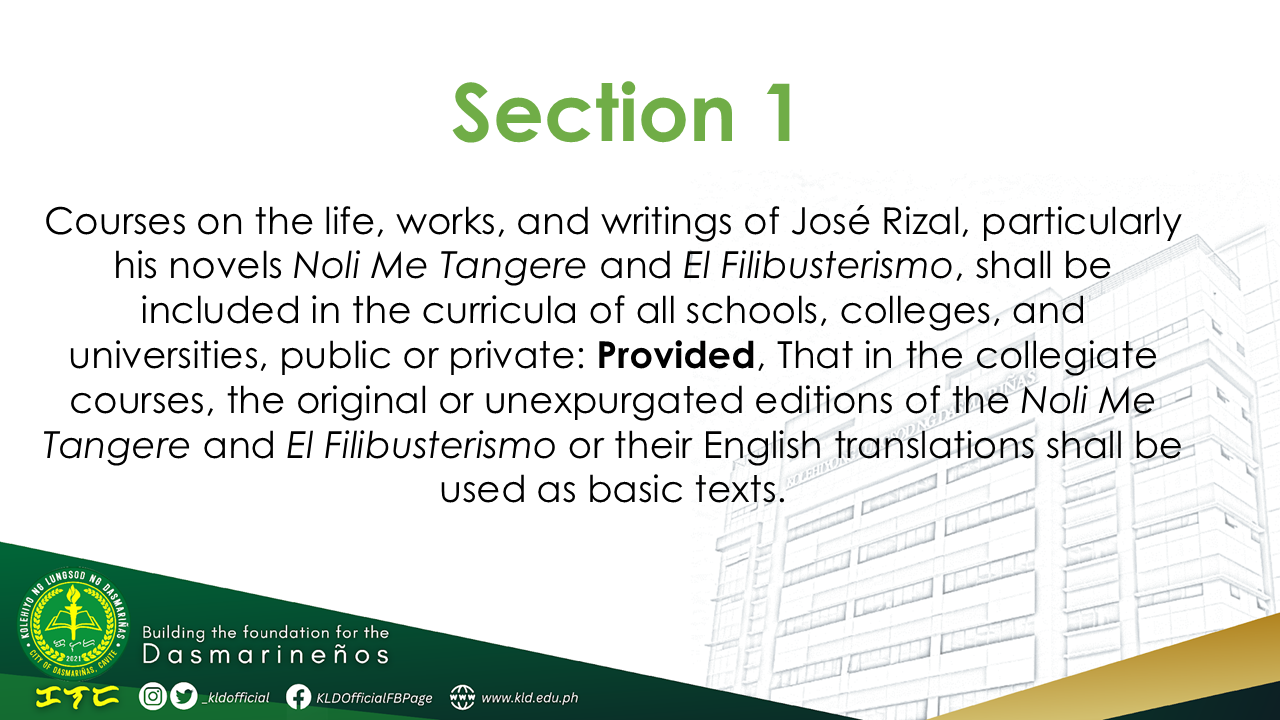 Section 1
Courses on the life, works, and writings of José Rizal, particularly
his novels Noli Me Tangere and El Filibusterismo, shall be
included in the curricula of all schools, colleges, and
universities, public or private: Provided, That in the collegiate
courses, the original or unexpurgated editions of the Noli Me
Tangere and El Filibusterismo or their English translations shall be
used as basic texts.
KOLEHIYO NG LUNGSOD NG DASMARIÑAS
2021
CITY OF DASMARIÑAS, CAVITE
Building the foundation for the
Dasmarineños
_kldofficial KLDOfficialFBPage www.kld.edu.ph